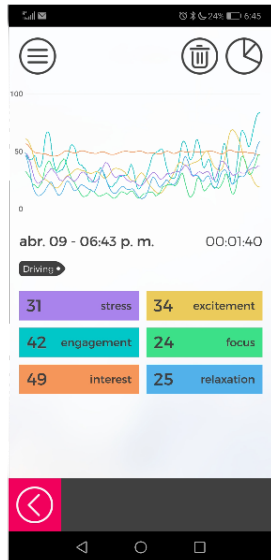 24% 6:45
100
50
0
abr. 09 - 06:43 p. m. 00:01:40
Driving
31 stress 34 excitement
42 engagement 24 focus
49 interest 25 relaxation